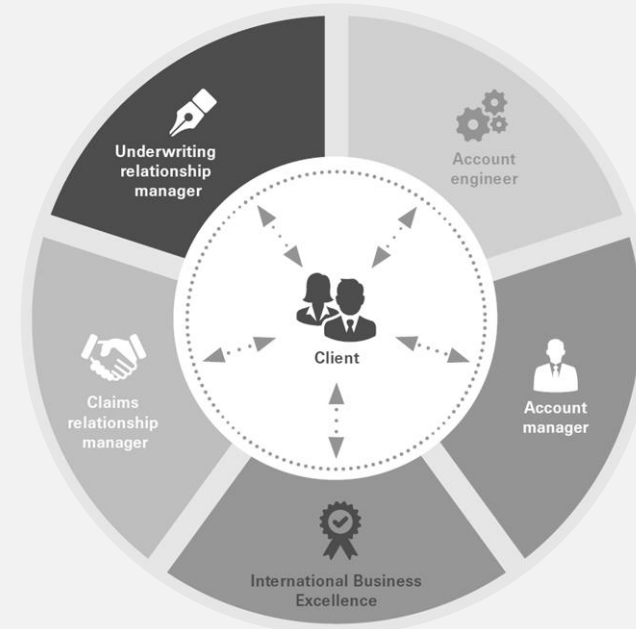 Underwriting
relationship
manager
Account
engineer
Client
Claims
relationship
manager
Account
manager
International Business
Excellence